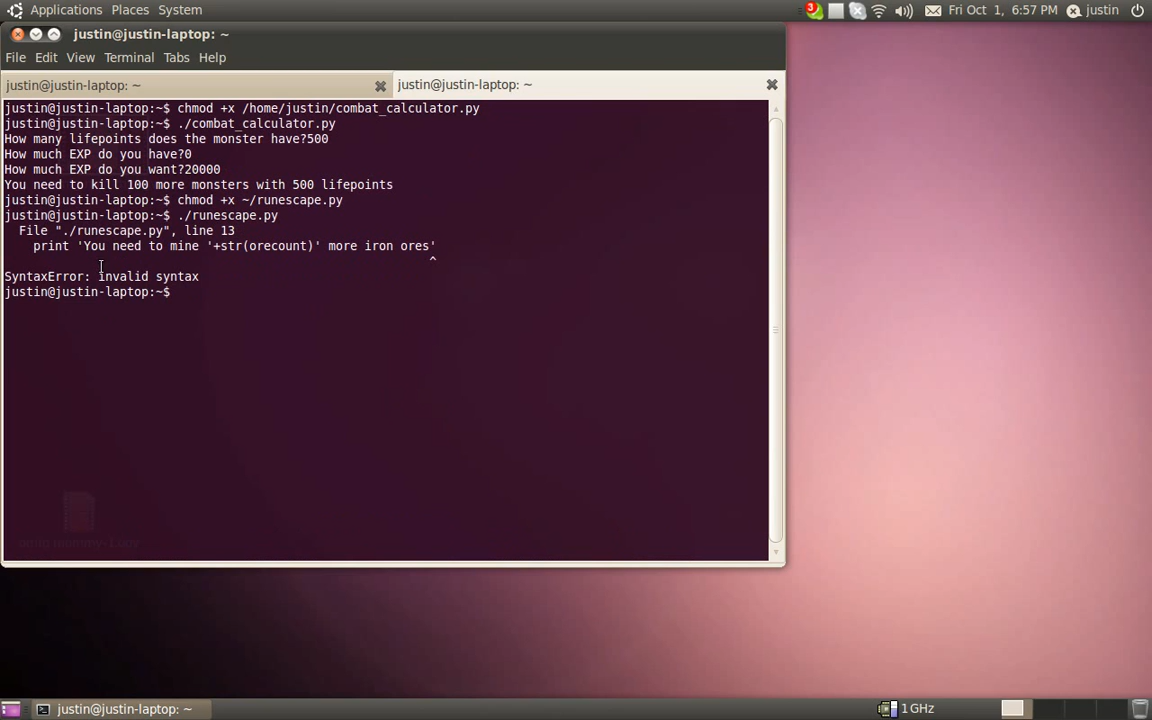 Applications Places System
3
Fri Oct 1, 6:57 PM
justin
justin@justin-laptop: ~
File Edit View Terminal Tabs Help
justin@justin-laptop: ~
justin@justin-laptop: ~
justin@justin-laptop:~$ chmod +x /home/justin/combat_calculator.py
justin@justin-laptop:~$ ./combat_calculator.py
How many lifepoints does the monster have?500
How much EXP do you have?0
How much EXP do you want?20000
You need to kill 100 more monsters with 500 lifepoints
justin@justin-laptop:~$ chmod +x ~/runescape.py
justin@justin-laptop:~$ ./runescape.py
File "./runescape.py", line 13
print 'You need to mine '+str(orecount)' more iron ores'
^
SyntaxError: invalid syntax
justin@justin-laptop:~$
justin@justin-laptop: ~
1 GHz